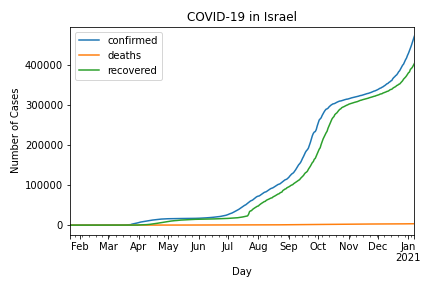 COVID-19 in Israel
confirmed
deaths
recovered
Number of Cases
400000
300000
200000
100000
0
Feb Mar Apr May Jun Jul Aug Sep Oct Nov Dec Jan
2021
Day